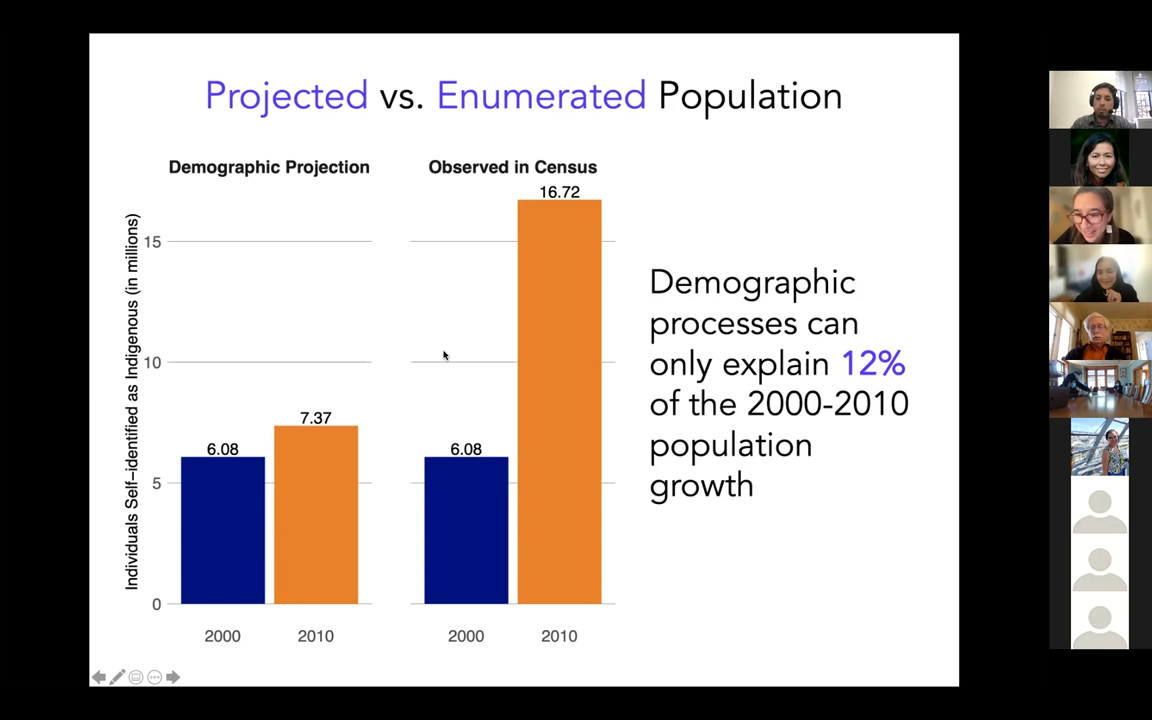 Projected vs. Enumerated Population
Demographic Projection
Observed in Census
Individuals Self−identified as Indigenous (in millions)
15
10
5
0
6.08
7.37
6.08
16.72
2000
2010
2000
2010
Demographic
processes can
only explain 12%
of the 2000-2010
population
growth